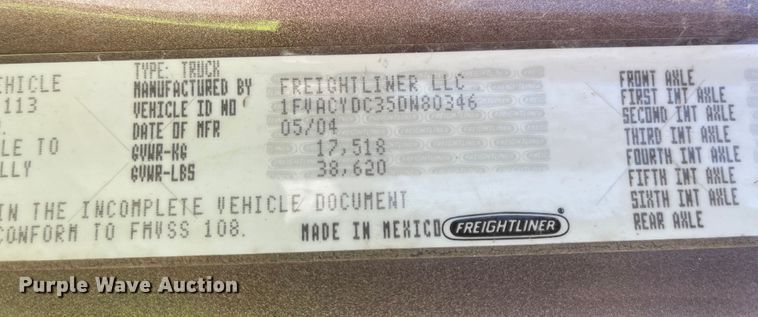 TYPE: TRUCK
EHICLE MANUFACTURED BY FREIGHTLINER LLC FRONT AXLE
113 VEHICLE ID NO 1FVACYDC35DN80346 FIRST INT AXLE
DATE OF MFR 05/04 SECOND INT AXLE
LE TO GVWR-KG 17,518 THIRD INT AXLE
LLY GVWR-LBS 38,620 FOURTH INT AXLE
FIFTH INT AXLE
IN THE INCOMPLETE VEHICLE DOCUMENT SIXTH INT AXLE
CONFORM TO FMVSS 108. MADE IN MEXICO FREIGHTLINER ® REAR AXLE
Purple Wave Auction